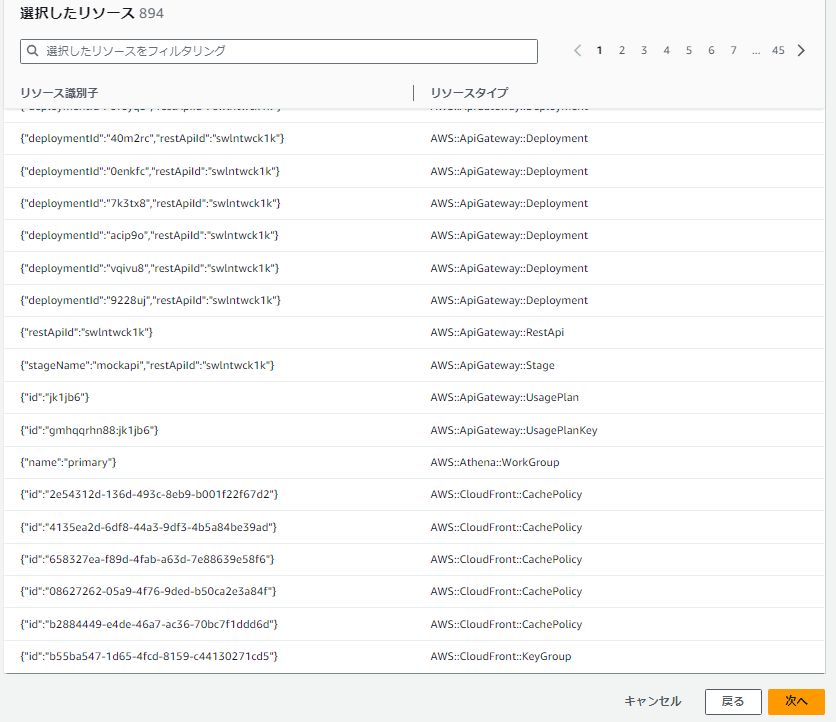 選択したリソース 894
選択したリソースをフィルタリング
1 2 3 4 5 6 7 ... 45
リソース識別子 リソースタイプ
AWS::ApiGateway::Deployment
{"deploymentId":"40m2rc","restApiId":"swlntwck1k"} AWS::ApiGateway::Deployment
{"deploymentId":"0enkfc","restApiId":"swlntwck1k"} AWS::ApiGateway::Deployment
{"deploymentId":"7k3tx8","restApiId":"swlntwck1k"} AWS::ApiGateway::Deployment
{"deploymentId":"acip9o","restApiId":"swlntwck1k"} AWS::ApiGateway::Deployment
{"deploymentId":"vqivu8","restApiId":"swlntwck1k"} AWS::ApiGateway::Deployment
{"deploymentId":"9228uj","restApiId":"swlntwck1k"} AWS::ApiGateway::Deployment
{"restApiId":"swlntwck1k"} AWS::ApiGateway::RestApi
{"stageName":"mockapi","restApiId":"swlntwck1k"} AWS::ApiGateway::Stage
{"id":"jk1jb6"} AWS::ApiGateway::UsagePlan
{"id":"gmhqqrhn88:jk1jb6"} AWS::ApiGateway::UsagePlanKey
{"name":"primary"} AWS::Athena::WorkGroup
{"id":"2e54312d-136d-493c-8eb9-b001f22f67d2"} AWS::CloudFront::CachePolicy
{"id":"4135ea2d-6df8-44a3-9df3-4b5a84be39ad"} AWS::CloudFront::CachePolicy
{"id":"658327ea-f89d-4fab-a63d-7e88639e58f6"} AWS::CloudFront::CachePolicy
{"id":"08627262-05a9-4f76-9ded-b50ca2e3a84f"} AWS::CloudFront::CachePolicy
{"id":"b2884449-e4de-46a7-ac36-70bc7f1ddd6d"} AWS::CloudFront::CachePolicy
{"id":"b55ba547-1d65-4fcd-8159-c44130271cd5"} AWS::CloudFront::KeyGroup
キャンセル 戻る 次へ